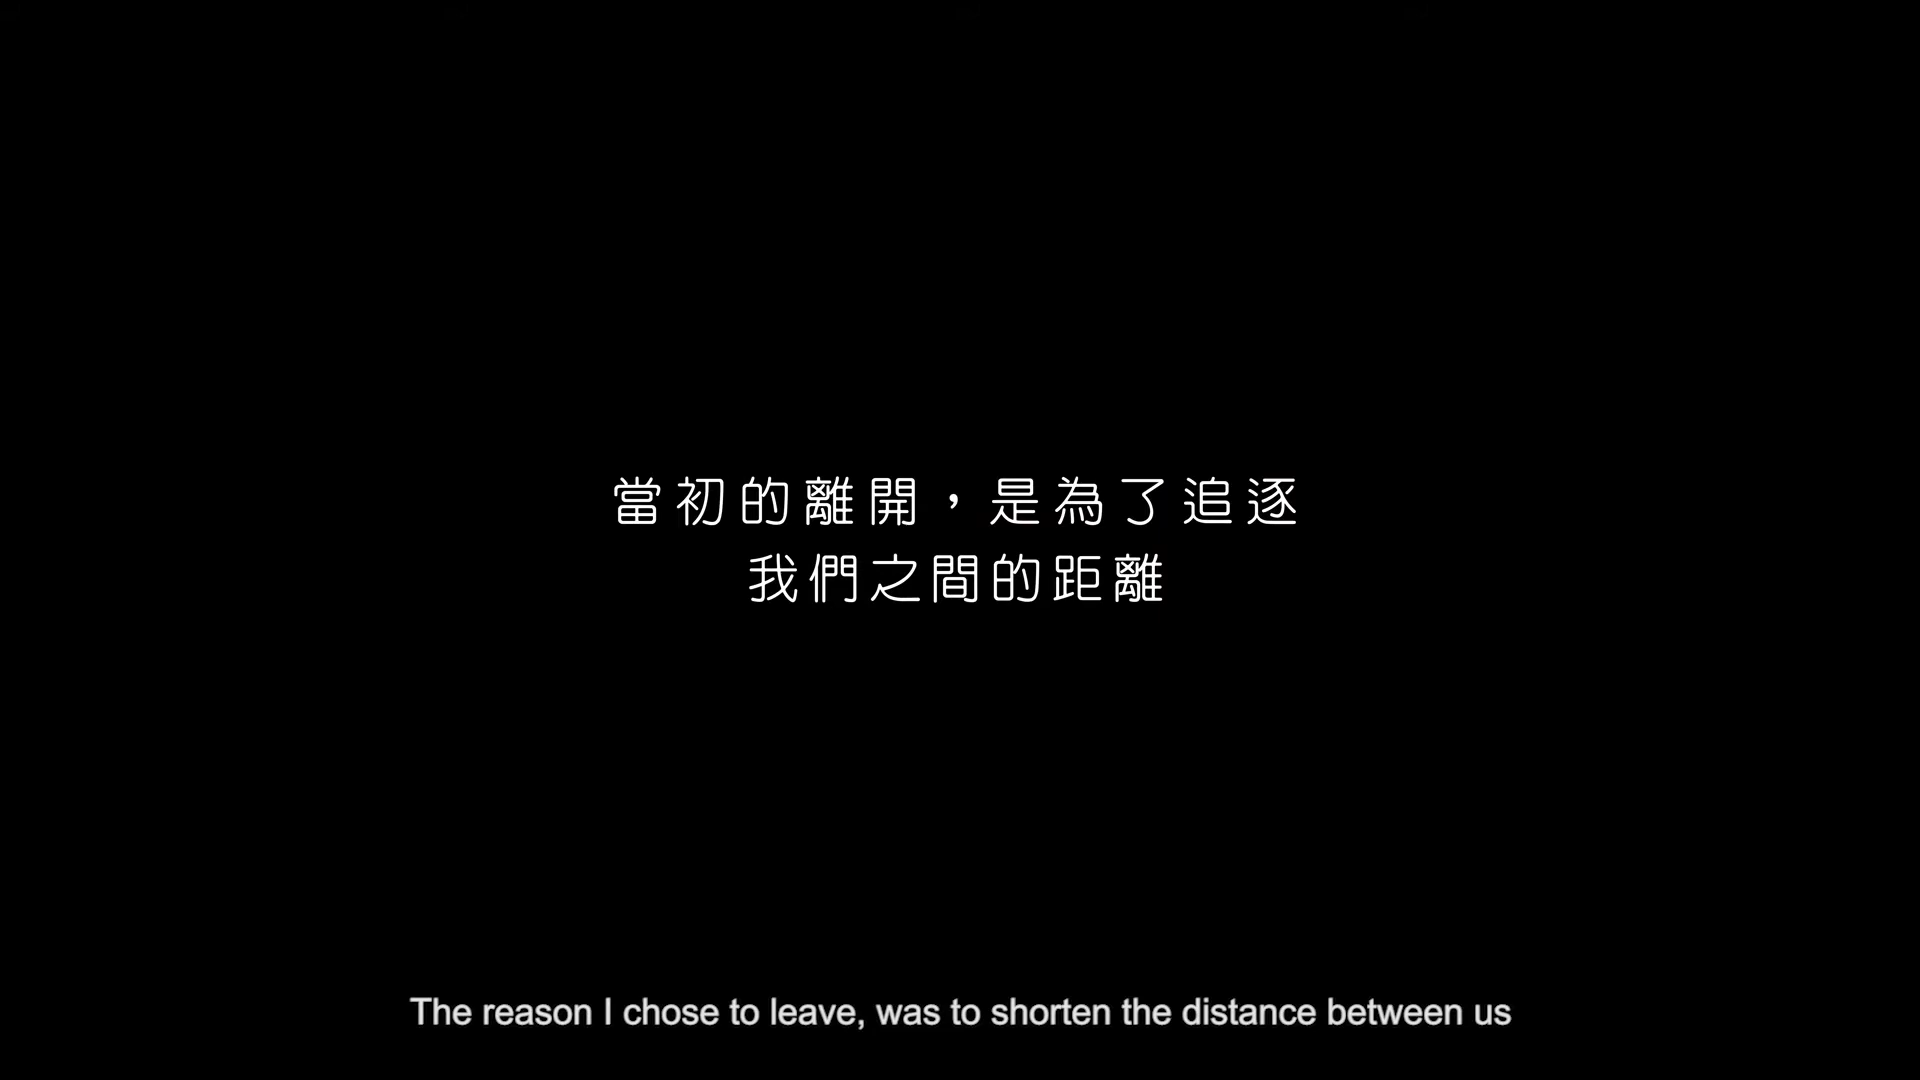 當初的離開，是為了追逐
我們之間的距離
The reason I chose to leave, was to shorten the distance between us